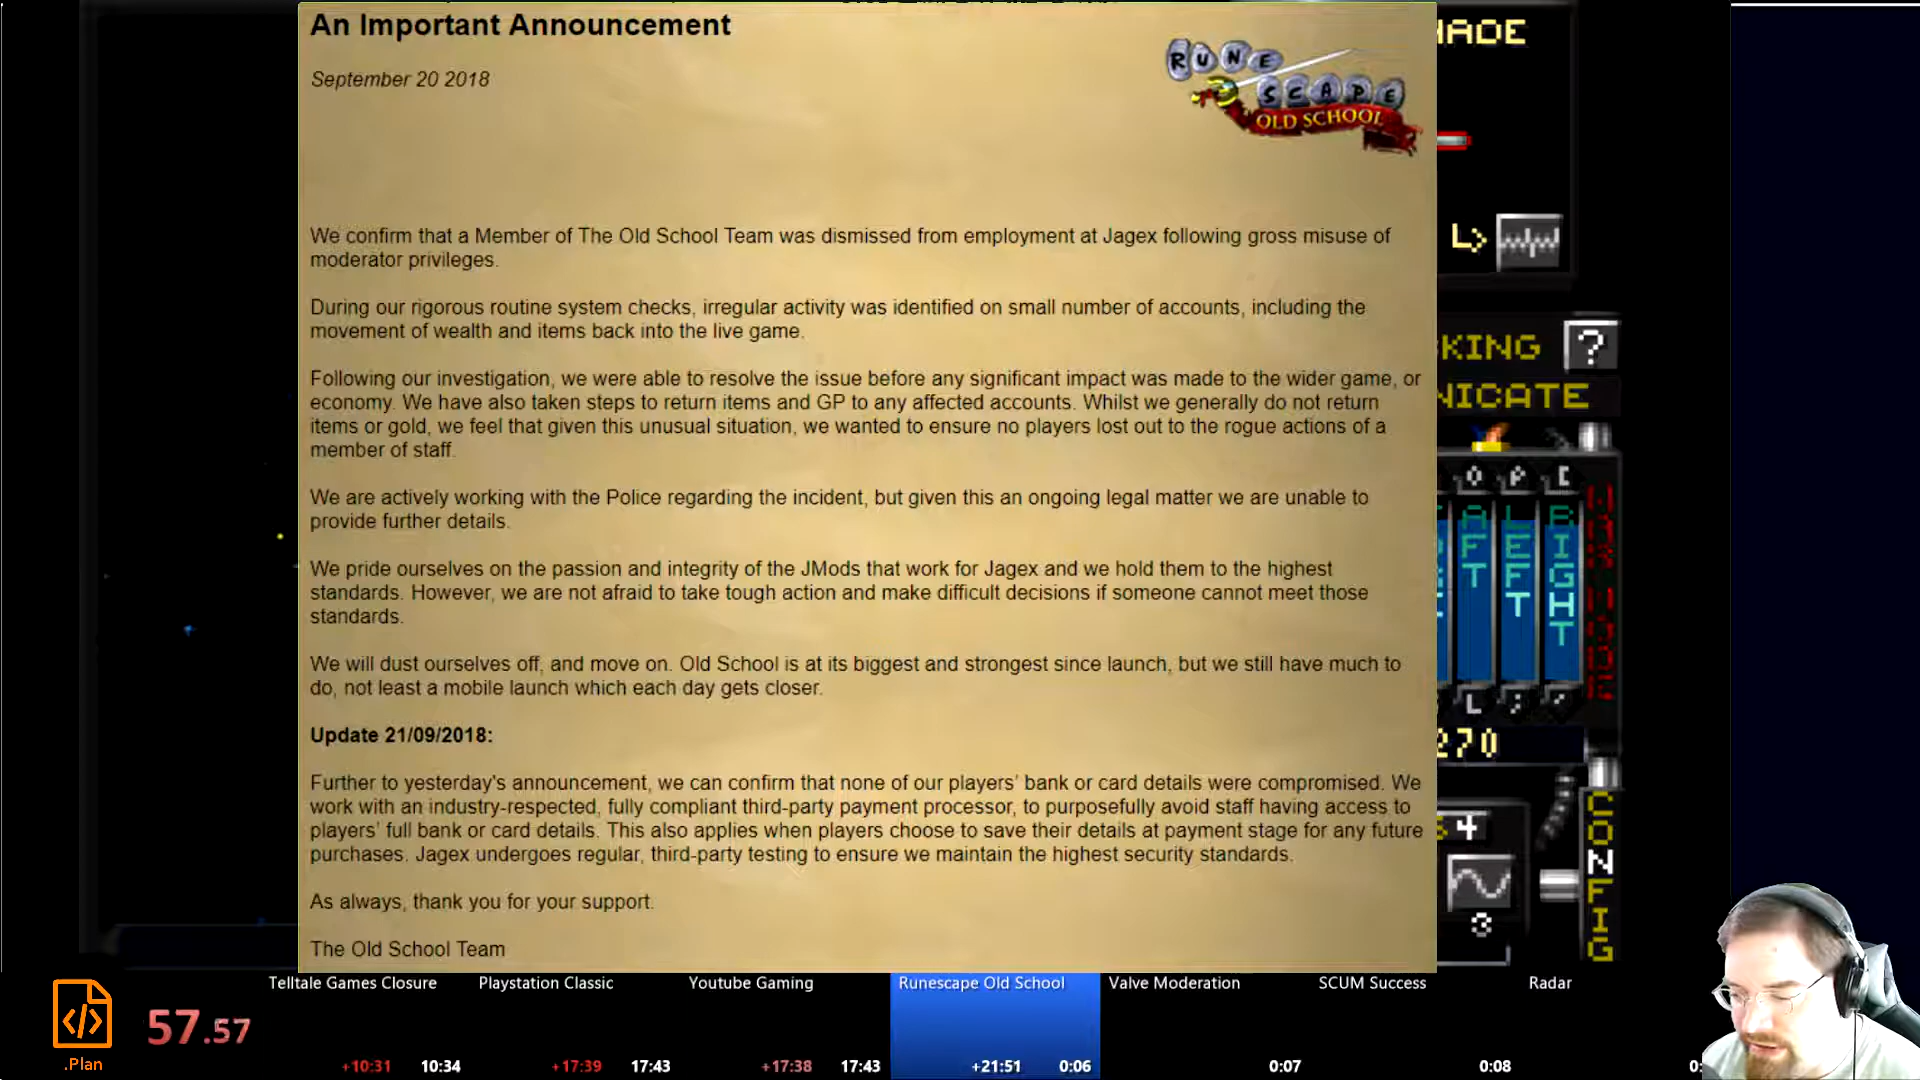 An Important Announcement
September 20 2018
RUNE
SCAPE
OLD SCHOOL
We confirm that a Member of The Old School Team was dismissed from employment at Jagex following gross misuse of
moderator privileges.
During our rigorous routine system checks, irregular activity was identified on small number of accounts, including the
movement of wealth and items back into the live game.
Following our investigation, we were able to resolve the issue before any significant impact was made to the wider game, or
economy. We have also taken steps to return items and GP to any affected accounts. Whilst we generally do not return
items or gold, we feel that given this unusual situation, we wanted to ensure no players lost out to the rogue actions of a
member of staff.
We are actively working with the Police regarding the incident, but given this an ongoing legal matter we are unable to
provide further details.
We pride ourselves on the passion and integrity of the JMods that work for Jagex and we hold them to the highest
standards. However, we are not afraid to take tough action and make difficult decisions if someone cannot meet those
standards.
We will dust ourselves off, and move on. Old School is at its biggest and strongest since launch, but we still have much to
do, not least a mobile launch which each day gets closer.
Update 21/09/2018:
Further to yesterday's announcement, we can confirm that none of our players' bank or card details were compromised. We
work with an industry-respected, fully compliant third-party payment processor, to purposefully avoid staff having access to
players' full bank or card details. This also applies when players choose to save their details at payment stage for any future
purchases. Jagex undergoes regular, third-party testing to ensure we maintain the highest security standards.
As always, thank you for your support.
The Old School Team
HADE
KING ?
NICATE
O P [
AFT
LEFT
RIGHT
L ; '
270
4
3
CONFIG
.Plan
57.57
Telltale Games Closure
+10:31 10:34
Playstation Classic
+17:39 17:43
Youtube Gaming
+17:38 17:43
Runescape Old School
+21:51 0:06
Valve Moderation
0:07
SCUM Success
0:08
Radar
0: